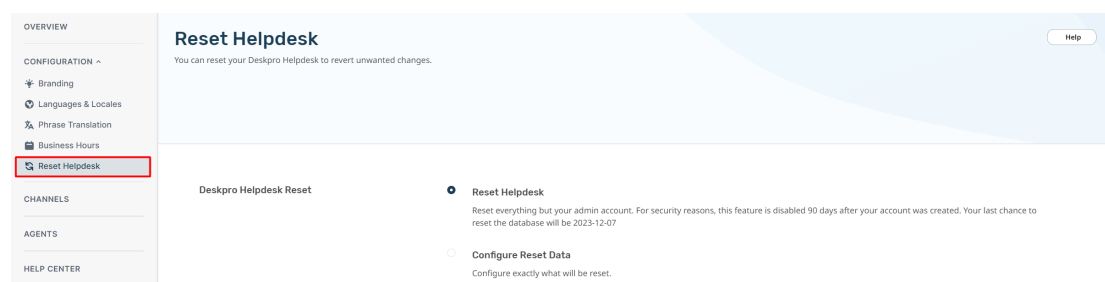 OVERVIEW
CONFIGURATION
Branding
Languages & Locales
Phrase Translation
Business Hours
Reset Helpdesk
CHANNELS
AGENTS
HELP CENTER
Reset Helpdesk
Help
You can reset your Deskpro Helpdesk to revert unwanted changes.
Deskpro Helpdesk Reset
Reset Helpdesk
Reset everything but your admin account. For security reasons, this feature is disabled 90 days after your account was created. Your last chance to
reset the database will be 2023-12-07
Configure Reset Data
Configure exactly what will be reset.